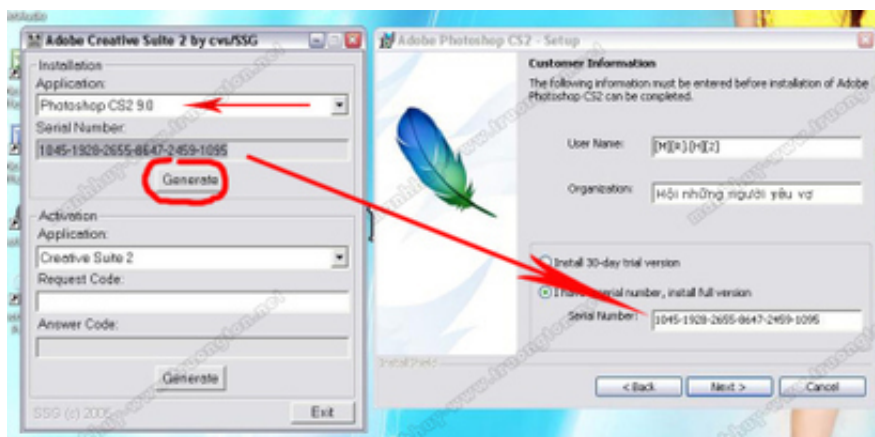 Adobe Creative Suite 2 by cvs/SSG
Installation
Application:
Photoshop CS2 9.0
Serial Number:
1045-1928-2655-8647-2459-1095
Generate
Activation
Application:
Creative Suite 2
Request Code:
Answer Code:
Generate
SSG (c) 2005
Exit
Adobe Photoshop CS2 - Setup
Customer Information
The following information must be entered before installation of Adobe
Photoshop CS2 can be completed.
User Name:
Organization:
Hội những người yêu vợ
Install 30-day trial version
I have a serial number, install full version
Serial Number:
1045-1928-2655-8647-2459-1095
InstallShield
< Back
Next >
Cancel